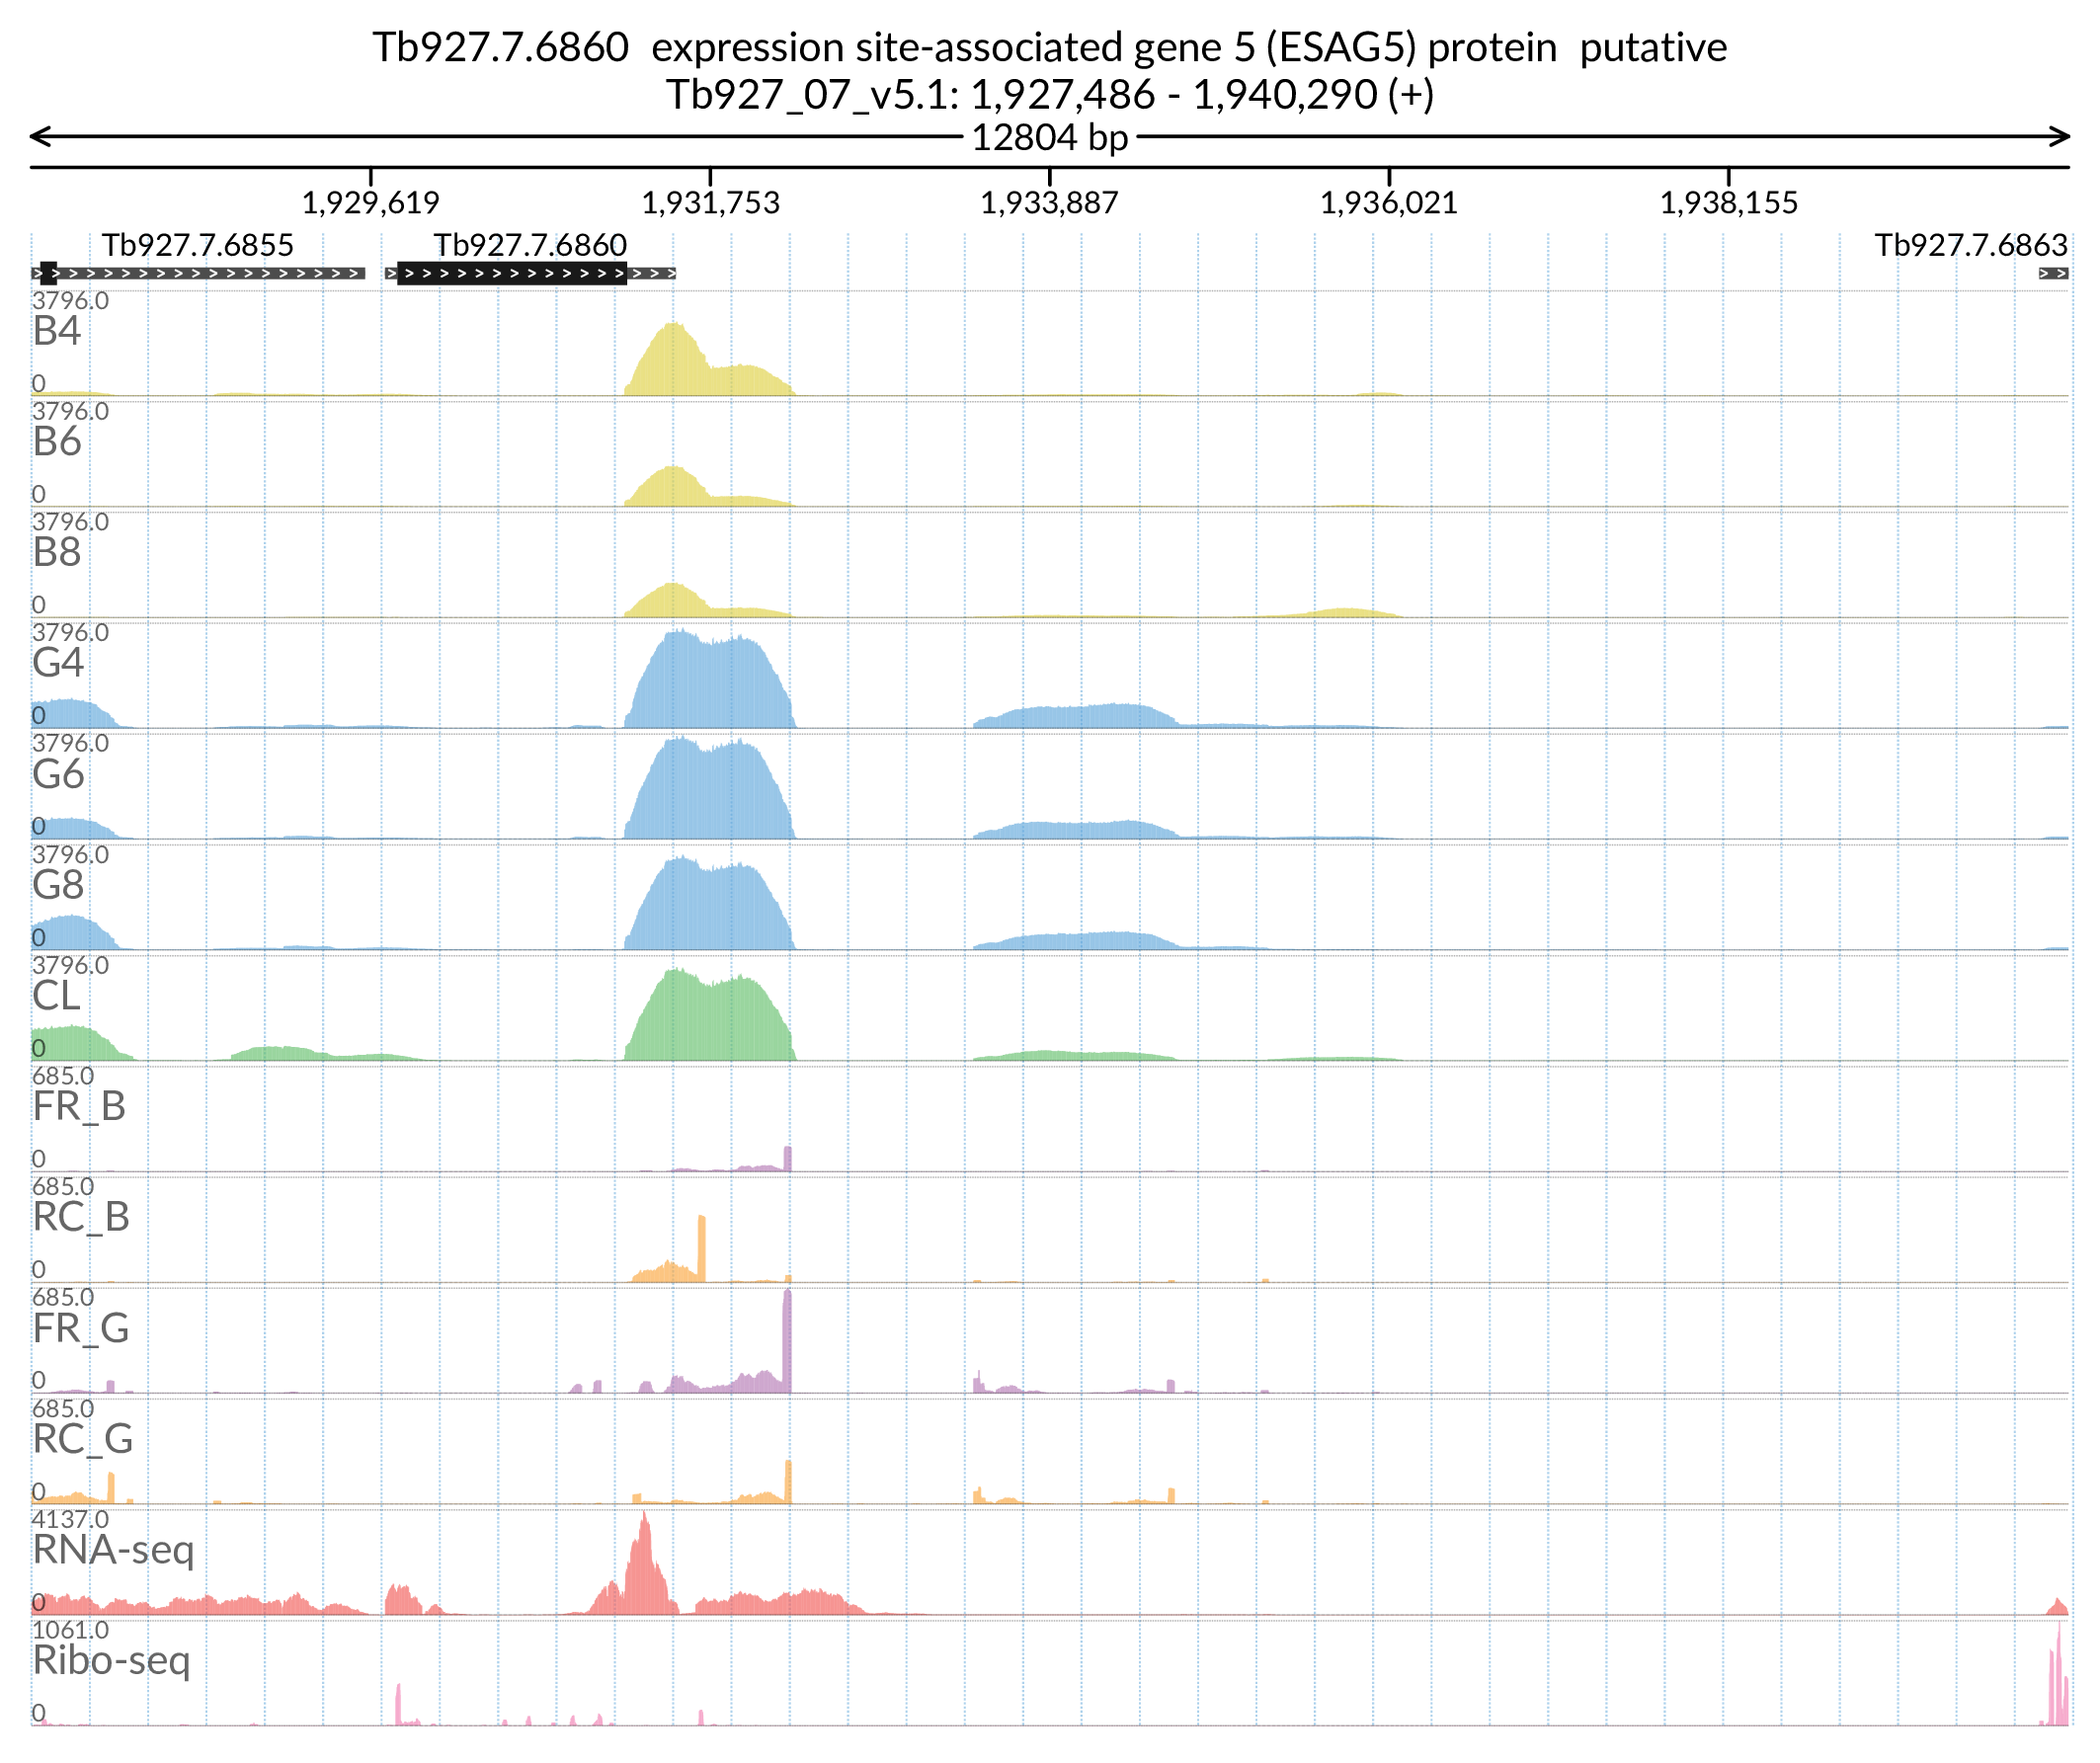 Tb927.7.6860 expression site-associated gene 5 (ESAG5) protein putative
Tb927_07_v5.1: 1,927,486 - 1,940,290 (+)
12804 bp
1,929,619 1,931,753 1,933,887 1,936,021 1,938,155
Tb927.7.6855 Tb927.7.6860 Tb927.7.6863
3796.0
B4
0
3796.0
B6
0
3796.0
B8
0
3796.0
G4
0
3796.0
G6
0
3796.0
G8
0
3796.0
CL
0
685.0
FR_B
0
685.0
RC_B
0
685.0
FR_G
0
685.0
RC_G
0
4137.0
RNA-seq
0
1061.0
Ribo-seq
0